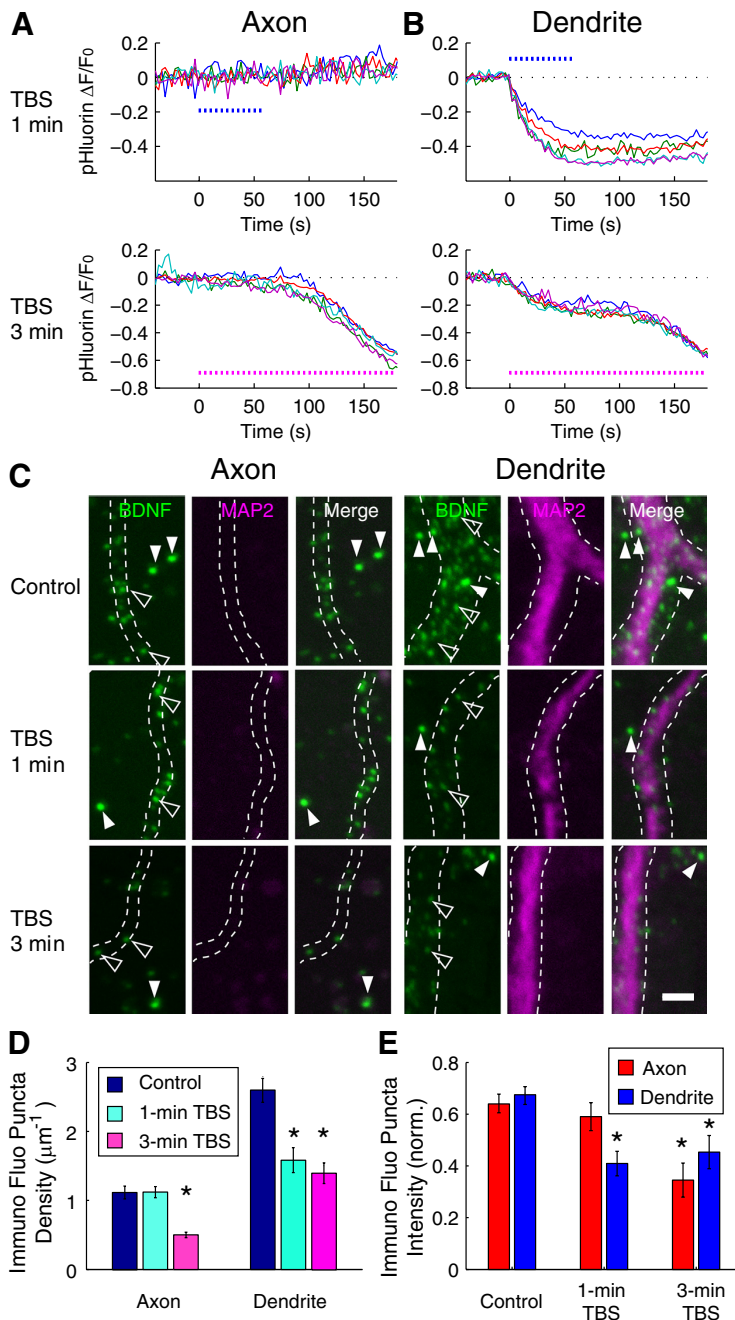 A Axon B Dendrite
TBS
1 min
pHluorin ΔF/F0
0.2
0
−0.2
−0.4
0 50 100 150
Time (s)
0.2
0
−0.2
−0.4
0 50 100 150
Time (s)
TBS
3 min
pHluorin ΔF/F0
0.2
0
−0.2
−0.4
−0.6
−0.8
0 50 100 150
Time (s)
0.2
0
−0.2
−0.4
−0.6
−0.8
0 50 100 150
Time (s)
C Axon Dendrite
BDNF MAP2 Merge BDNF MAP2 Merge
Control
TBS
1 min
TBS
3 min
D
Immuno Fluo Puncta
Density (μm⁻¹)
3
2
1
0
Control
1-min TBS
3-min TBS
*
* *
Axon Dendrite
E
Immuno Fluo Puncta
Intensity (norm.)
0.8
0.6
0.4
0.2
0
Axon
Dendrite
*
* *
Control 1-min TBS 3-min TBS